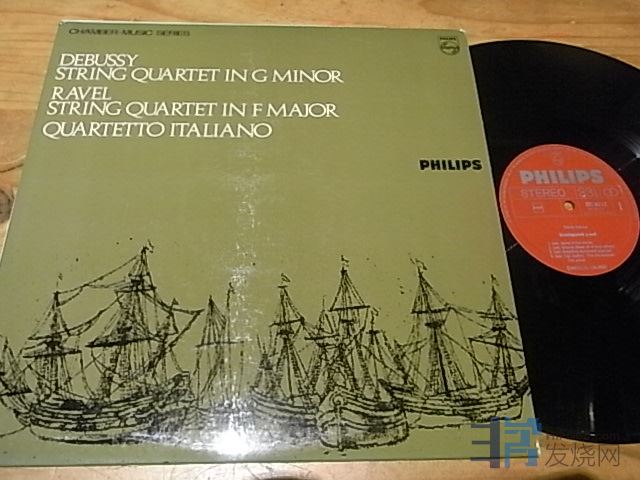 CHAMBER-MUSIC SERIES
PHILIPS
DEBUSSY
STRING QUARTET IN G MINOR
RAVEL
STRING QUARTET IN F MAJOR
QUARTETTO ITALIANO
PHILIPS
PHILIPS
STEREO
1
发烧网